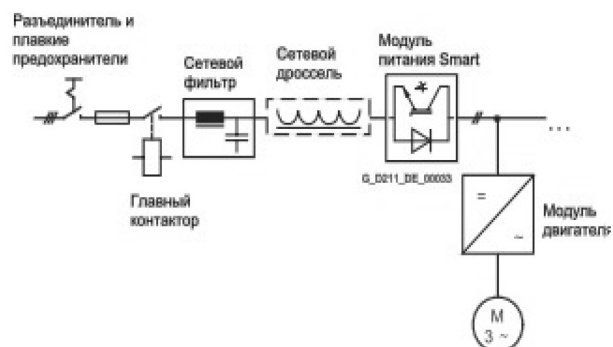 Разъединитель и
плавкие
предохранители
Сетевой
фильтр
Сетевой
дроссель
Модуль
питания Smart
G_D211_DE_00033
Главный
контактор
...
=
~
Модуль
двигателя
M
3 ~